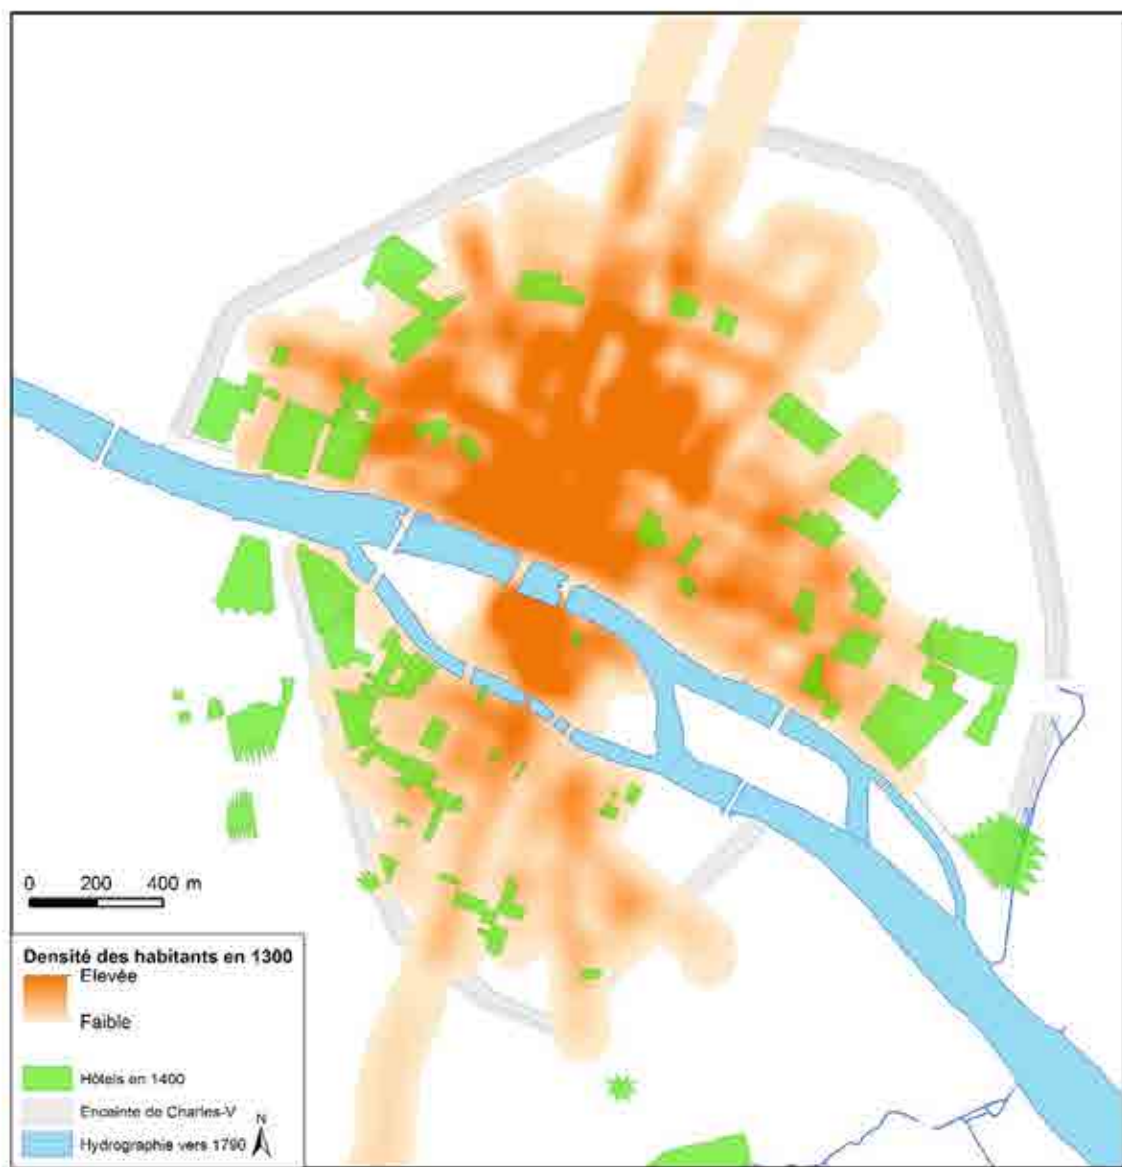 0 200 400 m
Densité des habitants en 1300
Elevée
Faible
Hôtels en 1400
Enceinte de Charles-V
N
Hydrographie vers 1790